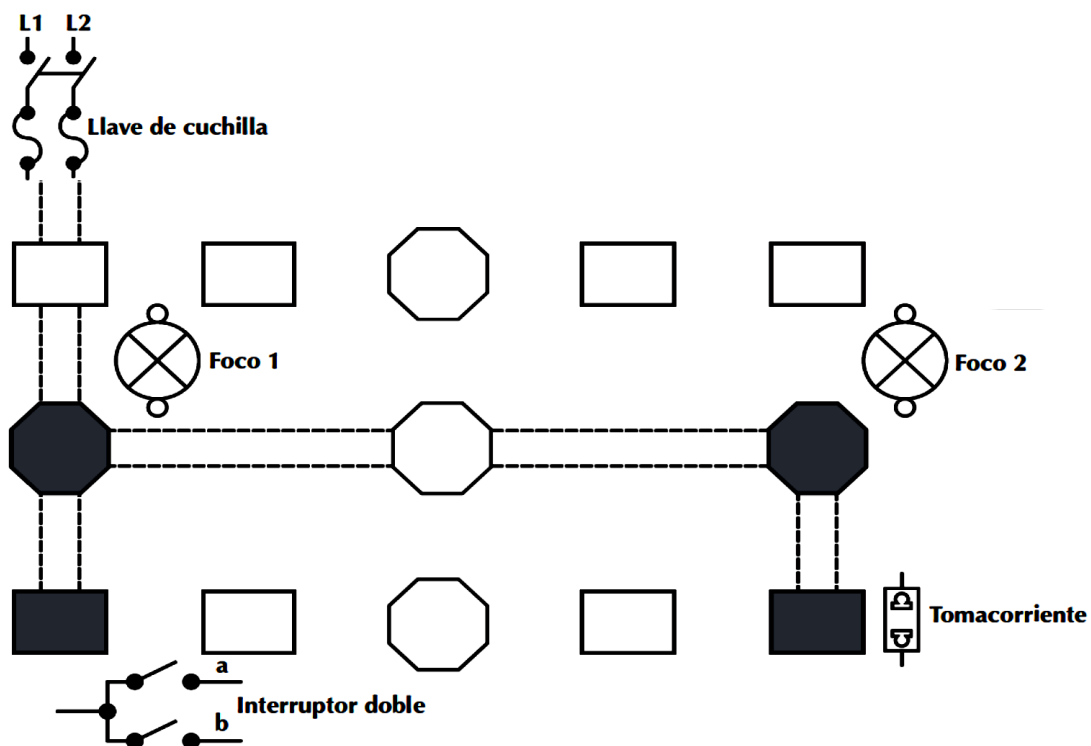 L1 L2
Llave de cuchilla
Foco 1
Foco 2
Tomacorriente
a
Interruptor doble
b